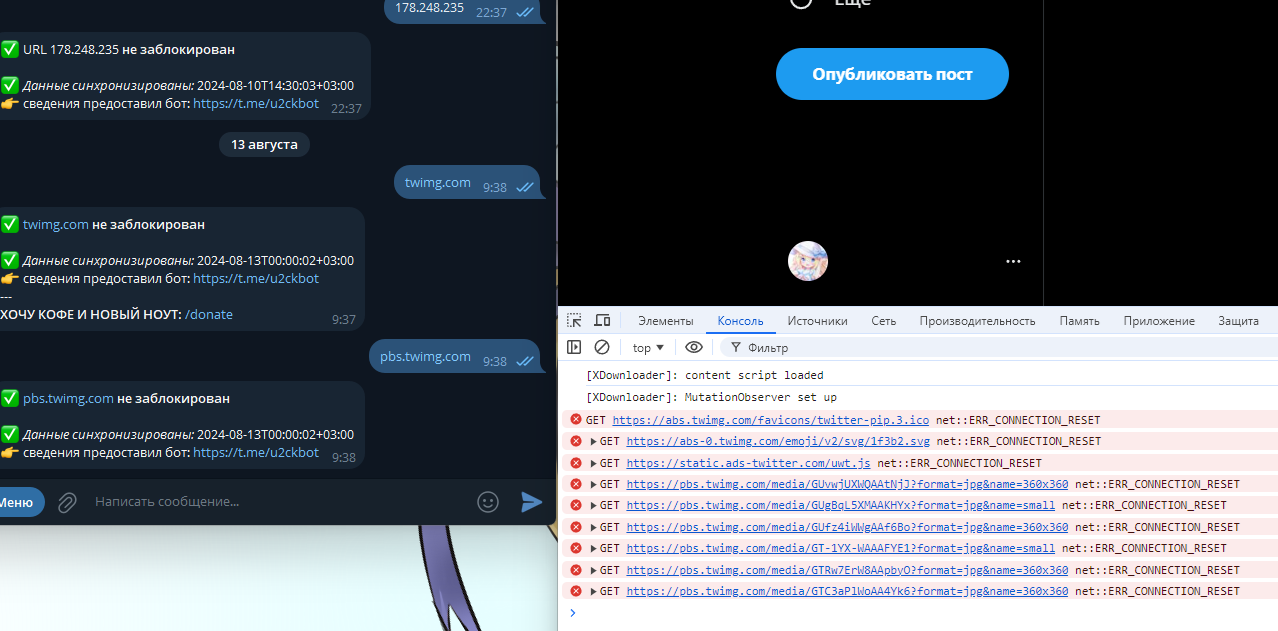 178.248.235 22:37
✅ URL 178.248.235 не заблокирован
✅ Данные синхронизированы: 2024-08-10T14:30:03+03:00
👉 сведения предоставил бот: https://t.me/u2ckbot 22:37
13 августа
twimg.com 9:38
✅ twimg.com не заблокирован
✅ Данные синхронизированы: 2024-08-13T00:00:02+03:00
👉 сведения предоставил бот: https://t.me/u2ckbot
---
ХОЧУ КОФЕ И НОВЫЙ НОУТ: /donate 9:37
pbs.twimg.com 9:38
✅ pbs.twimg.com не заблокирован
✅ Данные синхронизированы: 2024-08-13T00:00:02+03:00
👉 сведения предоставил бот: https://t.me/u2ckbot 9:38
Меню Написать сообщение...
Ещё
Опубликовать пост
Элементы Консоль Источники Сеть Производительность Память Приложение Защита
top ▼ Фильтр
[XDownloader]: content script loaded
[XDownloader]: MutationObserver set up
GET https://abs.twimg.com/favicons/twitter-pip.3.ico net::ERR_CONNECTION_RESET
▶GET https://abs-0.twimg.com/emoji/v2/svg/1f3b2.svg net::ERR_CONNECTION_RESET
▶GET https://static.ads-twitter.com/uwt.js net::ERR_CONNECTION_RESET
▶GET https://pbs.twimg.com/media/GUvwjUXWQAAtNjJ?format=jpg&name=360x360 net::ERR_CONNECTION_RESET
▶GET https://pbs.twimg.com/media/GUgBqL5XMAAKHYx?format=jpg&name=small net::ERR_CONNECTION_RESET
▶GET https://pbs.twimg.com/media/GUfz4iWWgAAf6Bo?format=jpg&name=360x360 net::ERR_CONNECTION_RESET
▶GET https://pbs.twimg.com/media/GT-1YX-WAAAFYE1?format=jpg&name=small net::ERR_CONNECTION_RESET
▶GET https://pbs.twimg.com/media/GTRw7ErW8AApbyO?format=jpg&name=360x360 net::ERR_CONNECTION_RESET
▶GET https://pbs.twimg.com/media/GTC3aPlWoAA4Yk6?format=jpg&name=360x360 net::ERR_CONNECTION_RESET